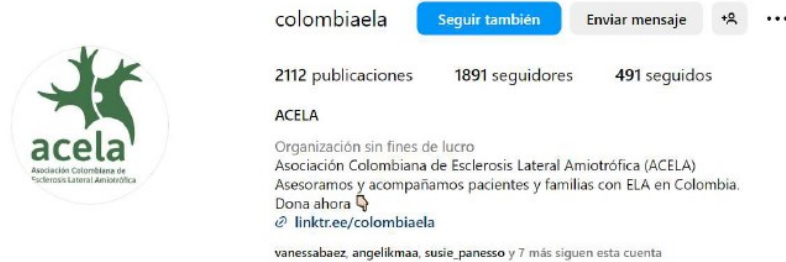 colombiaela Seguir también Enviar mensaje
2112 publicaciones 1891 seguidores 491 seguidos
ACELA
Organización sin fines de lucro
Asociación Colombiana de Esclerosis Lateral Amiotrófica (ACELA)
Asesoramos y acompañamos pacientes y familias con ELA en Colombia.
Dona ahora 👇🏼
linktr.ee/colombiaela
vanessabaez, angelikmaa, susie_panesso y 7 más siguen esta cuenta
acela
Asociación Colombiana de
Esclerosis Lateral Amiotrófica